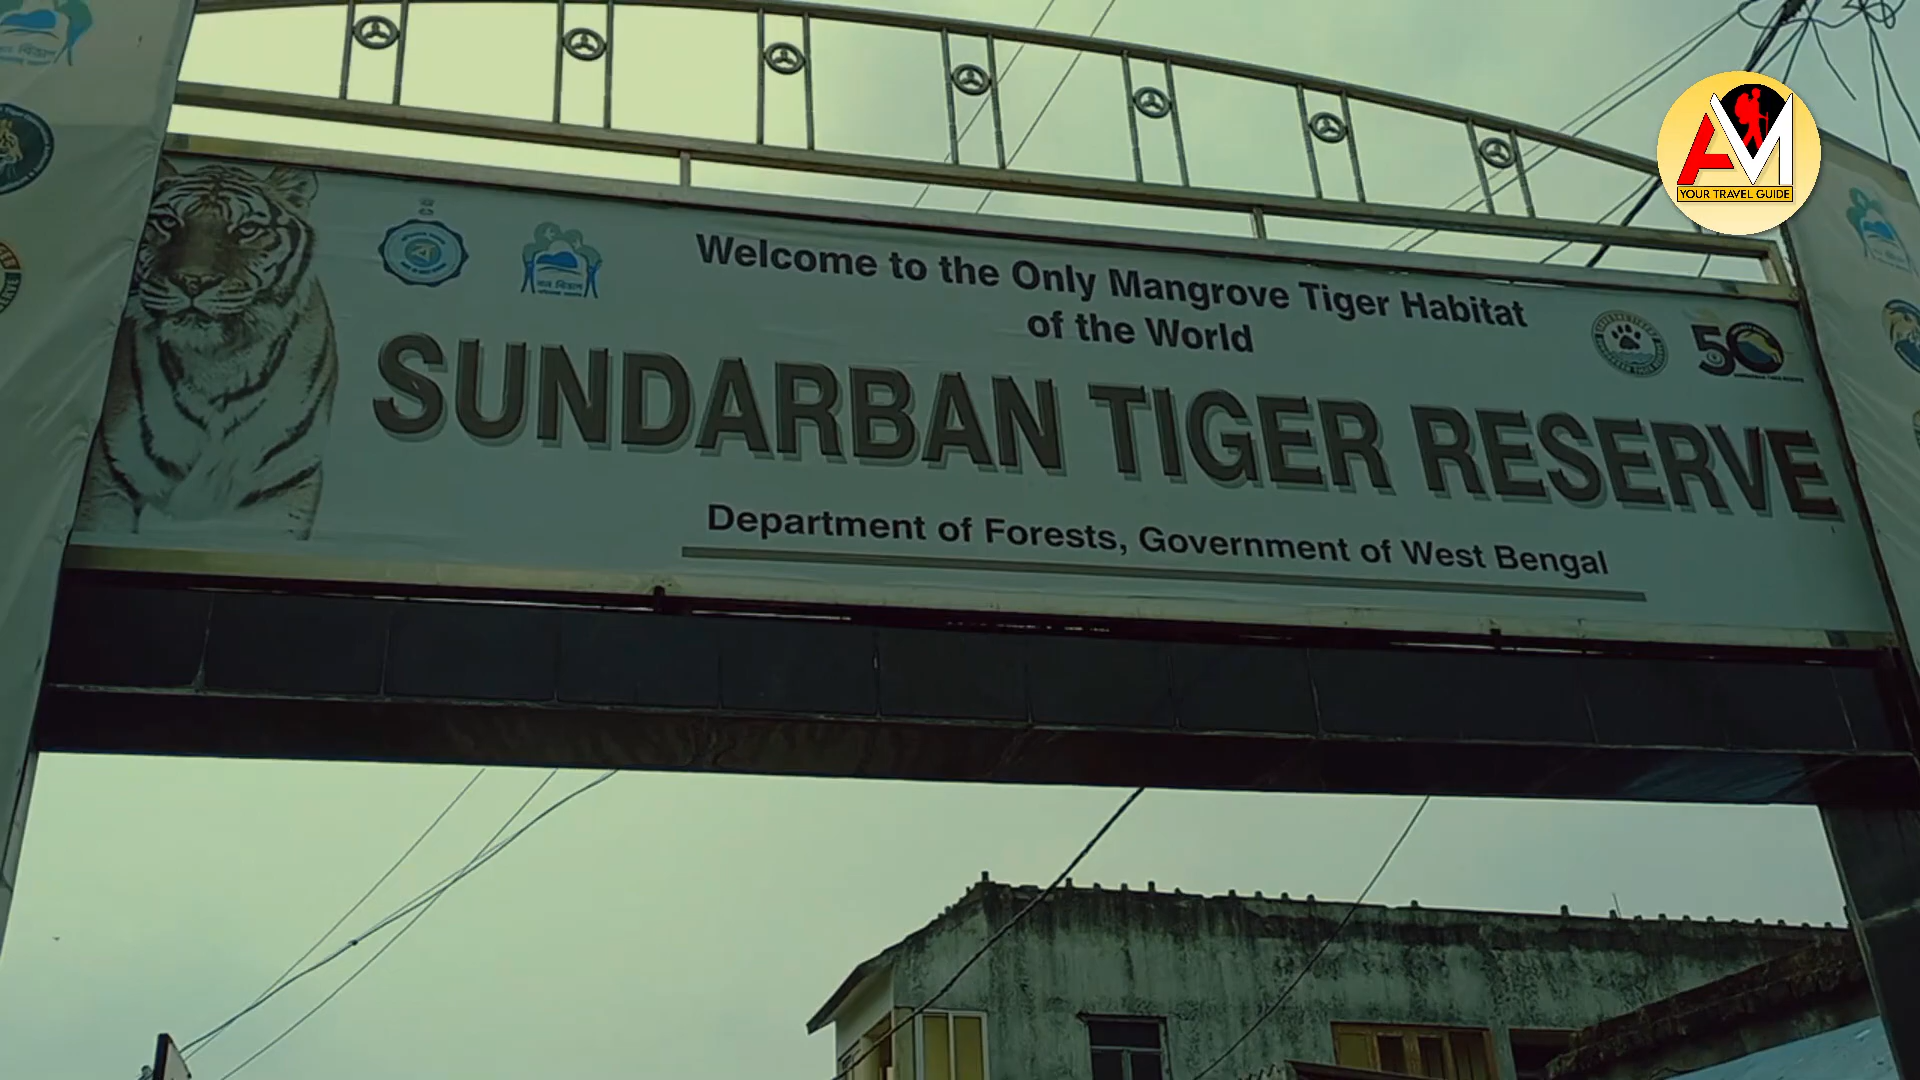 AM
YOUR TRAVEL GUIDE
Welcome to the Only Mangrove Tiger Habitat
of the World
50
SUNDARBAN TIGER RESERVE
Department of Forests, Government of West Bengal